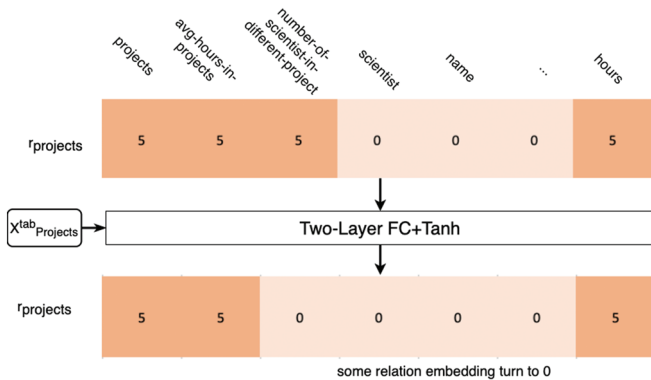 projects
avg-hours-in-
projects
number-of-
scientist-in-
different-project
scientist
name
...
hours
rprojects
5 5 5 0 0 0 5
XtabProjects
Two-Layer FC+Tanh
rprojects
5 5 0 0 0 0 5
some relation embedding turn to 0